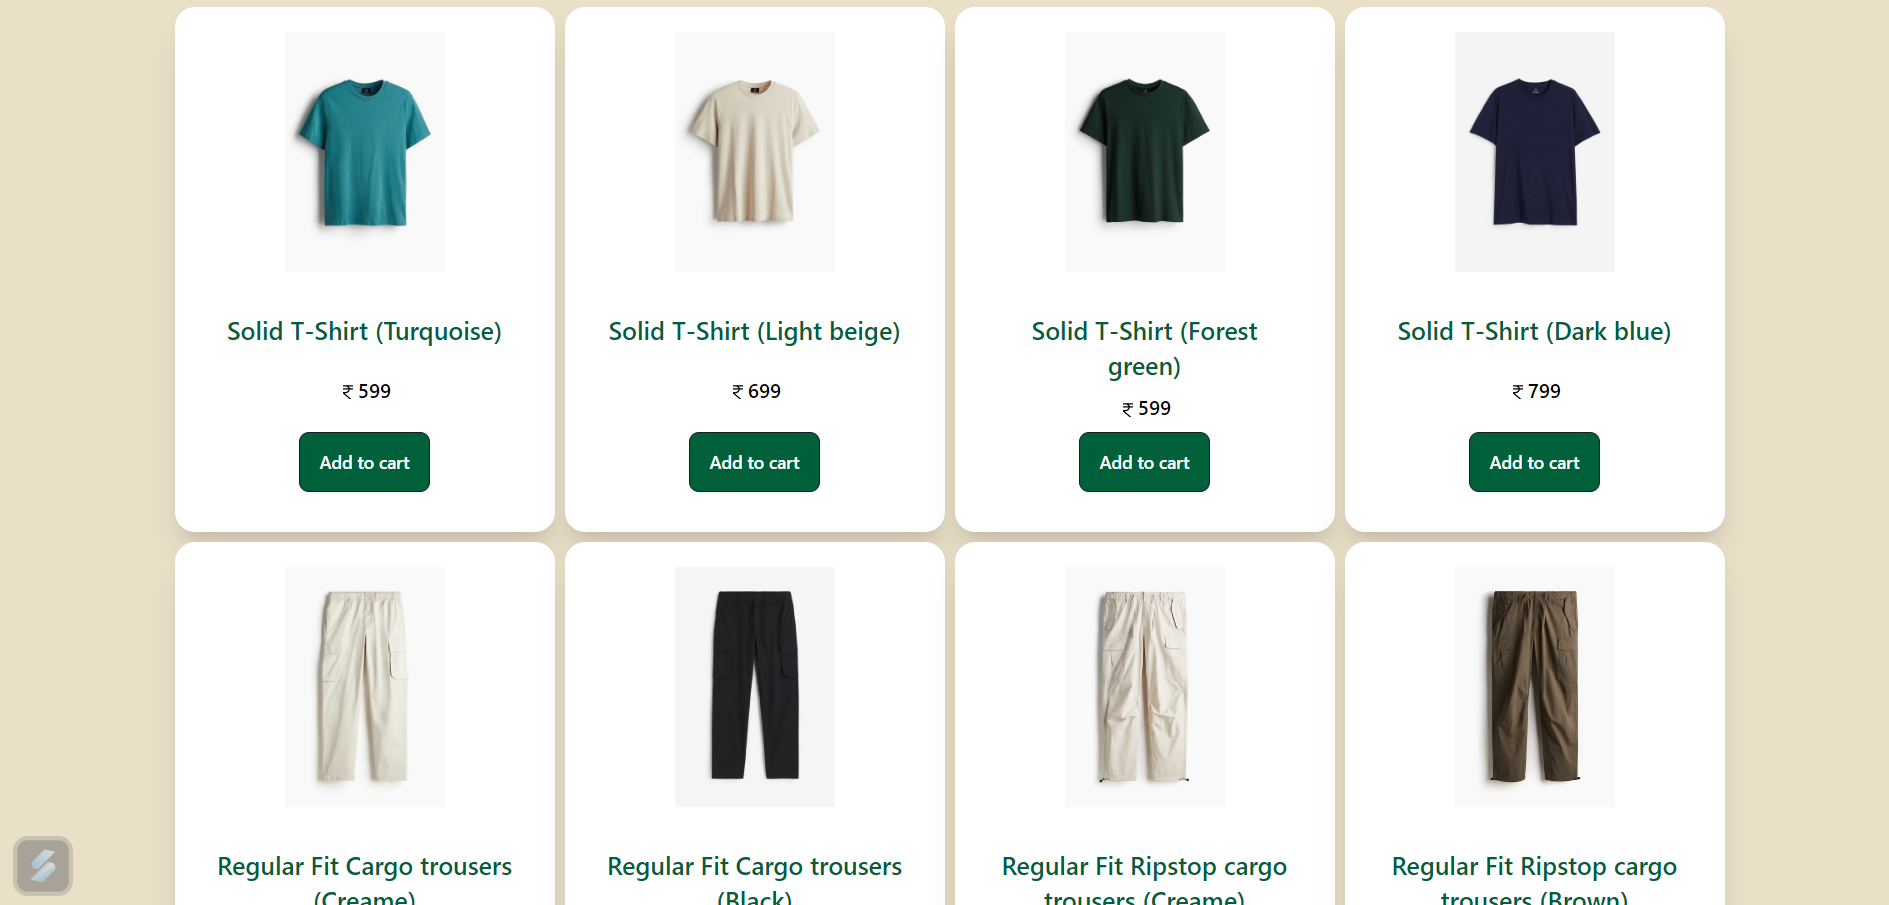 Solid T-Shirt (Turquoise)
₹ 599
Add to cart
Solid T-Shirt (Light beige)
₹ 699
Add to cart
Solid T-Shirt (Forest
green)
₹ 599
Add to cart
Solid T-Shirt (Dark blue)
₹ 799
Add to cart
Regular Fit Cargo trousers
(Creame)
Regular Fit Cargo trousers
(Black)
Regular Fit Ripstop cargo
trousers (Creame)
Regular Fit Ripstop cargo
trousers (Brown)